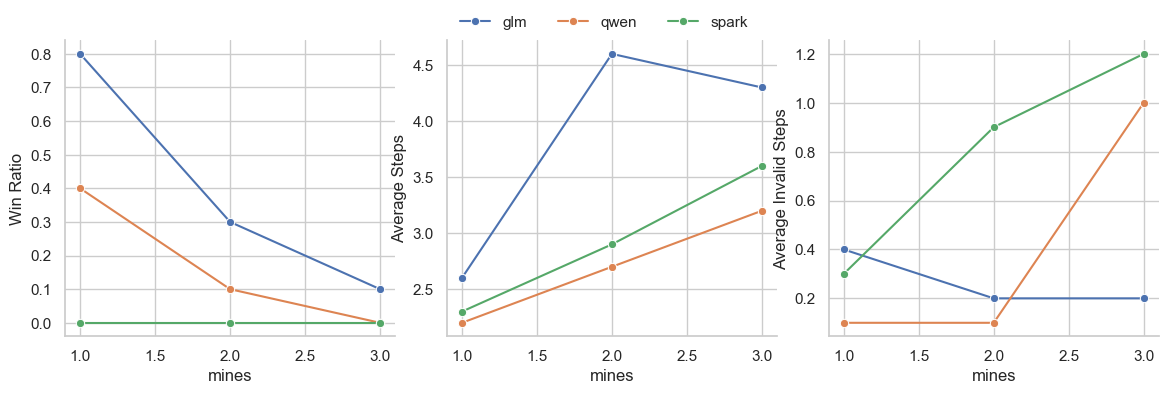 glm qwen spark
0.8
0.7
0.6
0.5
0.4
0.3
0.2
0.1
0.0
Win Ratio
1.0 1.5 2.0 2.5 3.0
mines
4.5
4.0
3.5
3.0
2.5
Average Steps
1.0 1.5 2.0 2.5 3.0
mines
1.2
1.0
0.8
0.6
0.4
0.2
Average Invalid Steps
1.0 1.5 2.0 2.5 3.0
mines